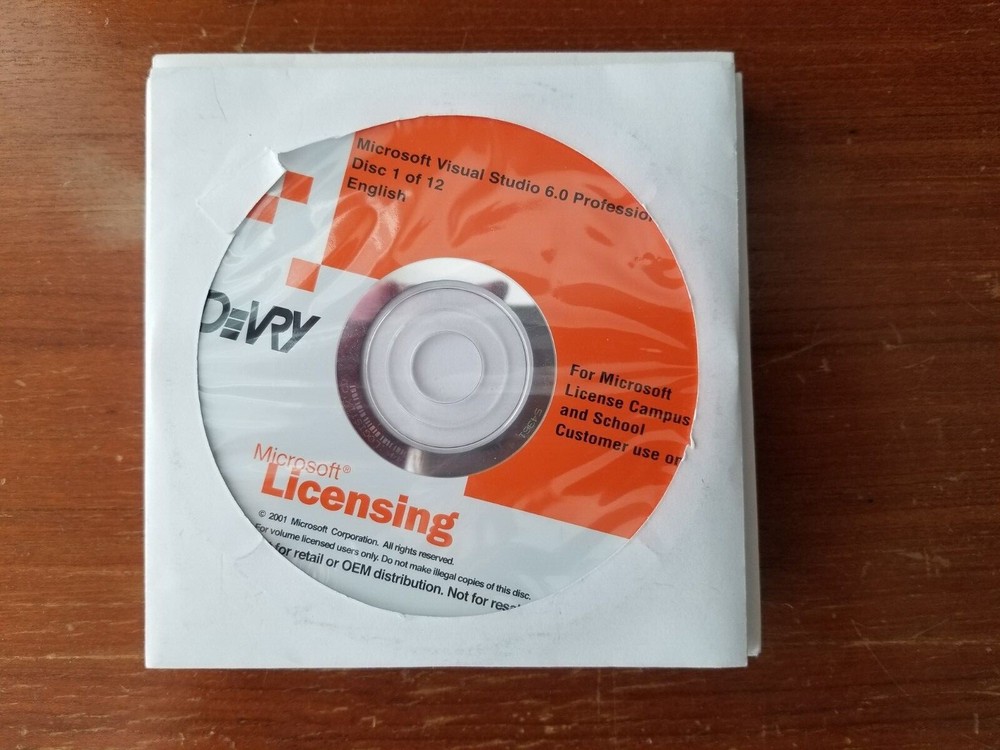 Microsoft Visual Studio 6.0 Professio
Disc 1 of 12
English
DeVRY
For Microsoft
License Campus
and School
Customer use on
Microsoft®
Licensing
© 2001 Microsoft Corporation. All rights reserved.
For volume licensed users only. Do not make illegal copies of this disc.
for retail or OEM distribution. Not for resa